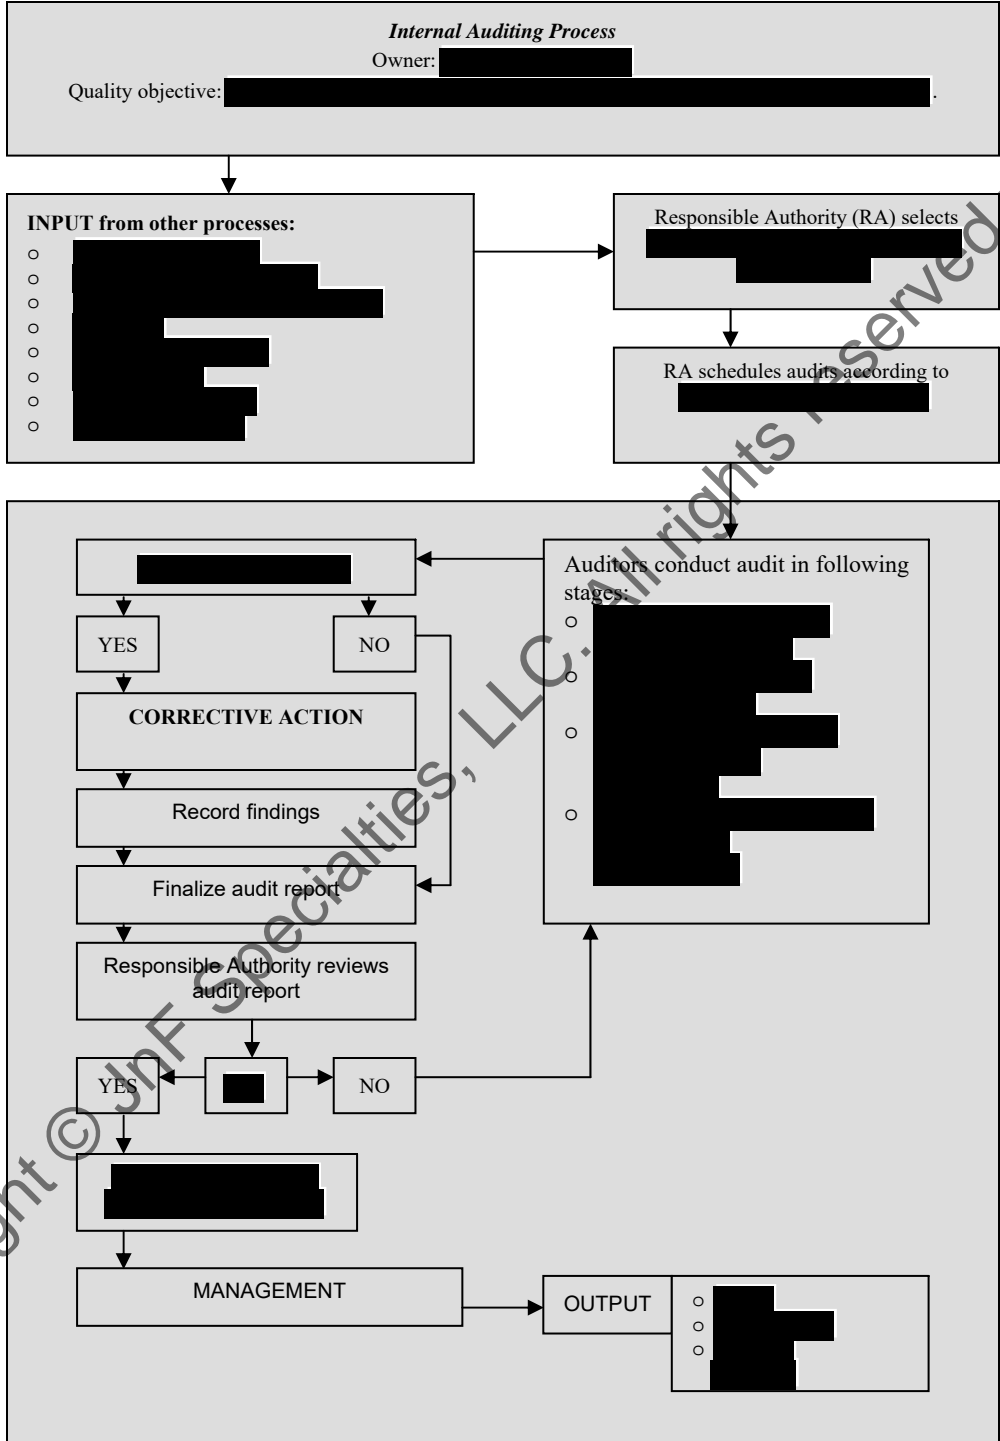 Internal Auditing Process
Owner:
Quality objective: .
INPUT from other processes:
Responsible Authority (RA) selects
RA schedules audits according to
Auditors conduct audit in following
stages:
YES
NO
CORRECTIVE ACTION
Record findings
Finalize audit report
Responsible Authority reviews
audit report
YES
NO
MANAGEMENT
OUTPUT
ght © JnF Specialties, LLC. All rights reserved